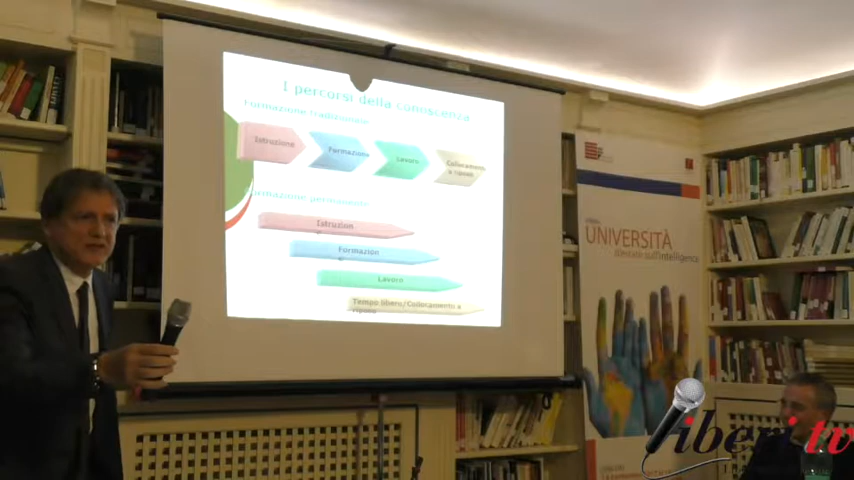 I percorsi della conoscenza
Formazione tradizionale
Istruzione
Formazione
Lavoro
Collocamento
a riposo
Formazione permanente
Istruzion
Formazion
Lavoro
Tempo libero/Collocamento a
riposo
UNIVERSITÀ
liberi tv